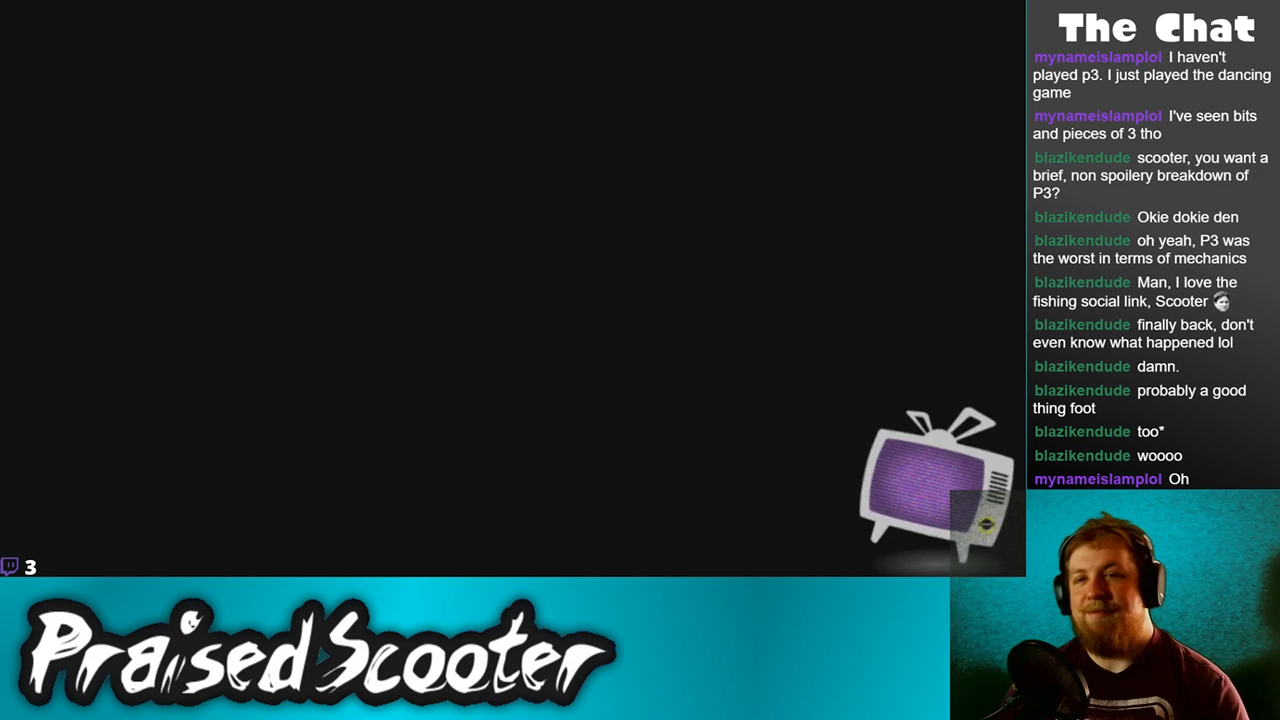 The Chat
mynameislamplol I haven't
played p3. I just played the dancing
game
mynameislamplol I've seen bits
and pieces of 3 tho
blazikendude scooter, you want a
brief, non spoilery breakdown of
P3?
blazikendude Okie dokie den
blazikendude oh yeah, P3 was
the worst in terms of mechanics
blazikendude Man, I love the
fishing social link, Scooter
blazikendude finally back, don't
even know what happened lol
blazikendude damn.
blazikendude probably a good
thing foot
blazikendude too*
blazikendude woooo
mynameislamplol Oh
3
PraisedScooter